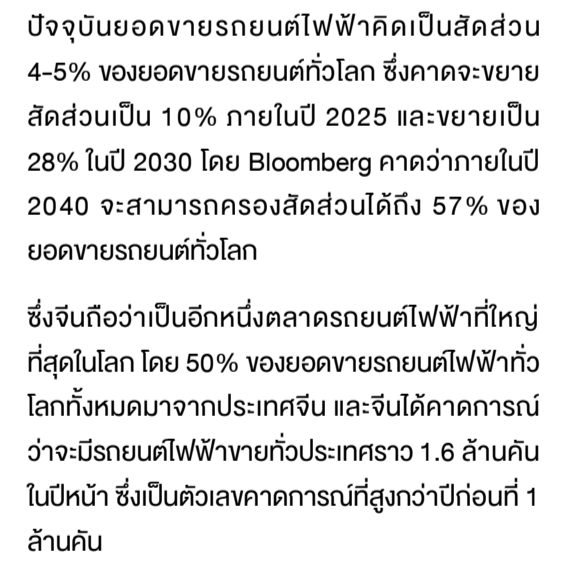 ปัจจุบันยอดขายรถยนต์ไฟฟ้าคิดเป็นสัดส่วน
4-5% ของยอดขายรถยนต์ทั่วโลก ซึ่งคาดจะขยาย
สัดส่วนเป็น 10% ภายในปี 2025 และขยายเป็น
28% ในปี 2030 โดย Bloomberg คาดว่าภายในปี
2040 จะสามารถครองสัดส่วนได้ถึง 57% ของ
ยอดขายรถยนต์ทั่วโลก
ซึ่งจีนถือว่าเป็นอีกหนึ่งตลาดรถยนต์ไฟฟ้าที่ใหญ่
ที่สุดในโลก โดย 50% ของยอดขายรถยนต์ไฟฟ้าทั่ว
โลกทั้งหมดมาจากประเทศจีน และจีนได้คาดการณ์
ว่าจะมีรถยนต์ไฟฟ้าขายทั่วประเทศราว 1.6 ล้านคัน
ในปีหน้า ซึ่งเป็นตัวเลขคาดการณ์ที่สูงกว่าปีก่อนที่ 1
ล้านคัน